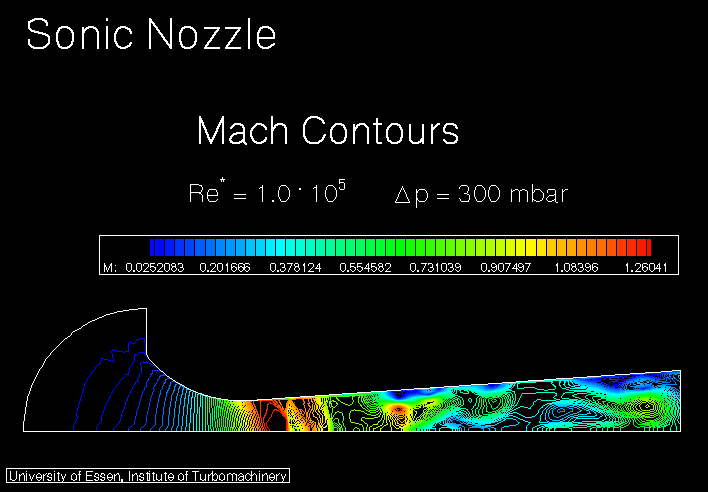 Sonic Nozzle
Mach Contours
Re* = 1.0 · 10⁵ Δp = 300 mbar
M: 0.0252083 0.201666 0.378124 0.554582 0.731039 0.907497 1.08396 1.26041
University of Essen, Institute of Turbomachinery